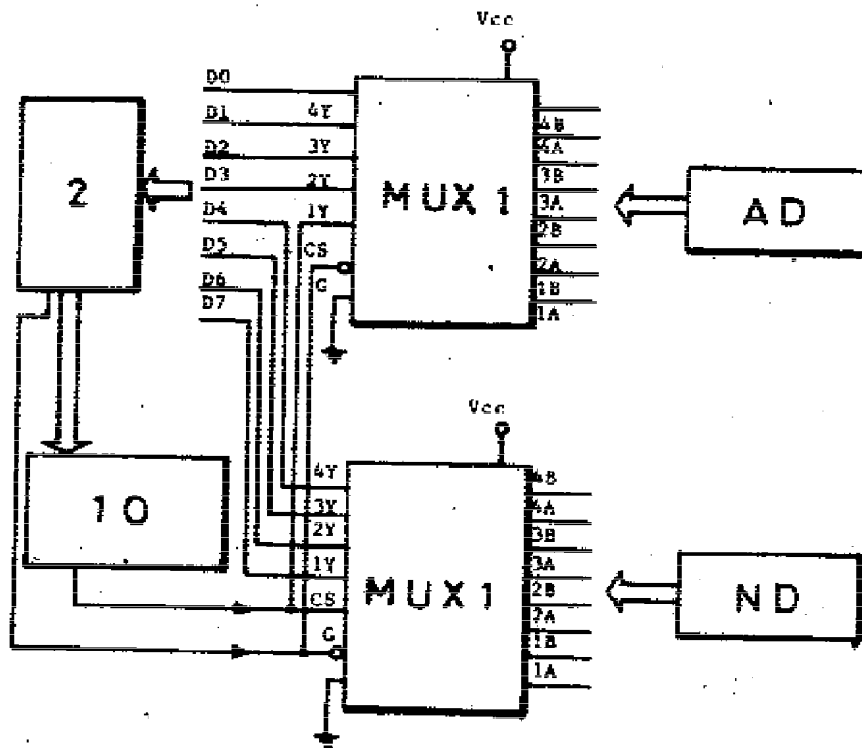 Vcc
D0
D1 4Y
D2 3Y
D3 2Y
D4 1Y
D5 CS
D6 G
D7
2
MUX 1
4B
4A
3B
3A
2B
2A
1B
1A
AD
10
Vcc
4Y
3Y
2Y
1Y
CS
G
MUX 1
4B
4A
3B
3A
2B
2A
1B
1A
ND